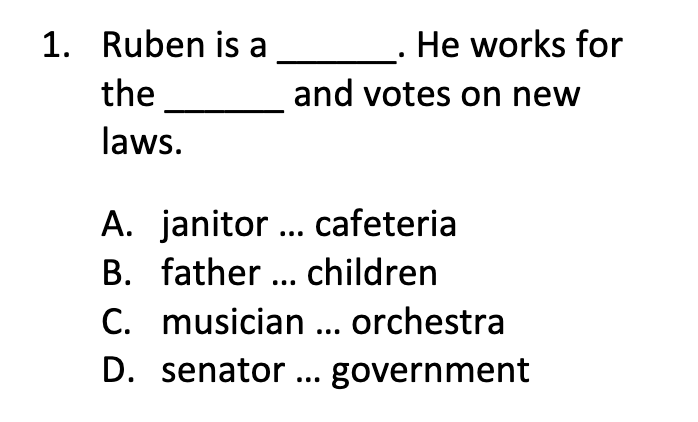 1. Ruben is a ______. He works for
the ______ and votes on new
laws.
A. janitor ... cafeteria
B. father ... children
C. musician ... orchestra
D. senator ... government